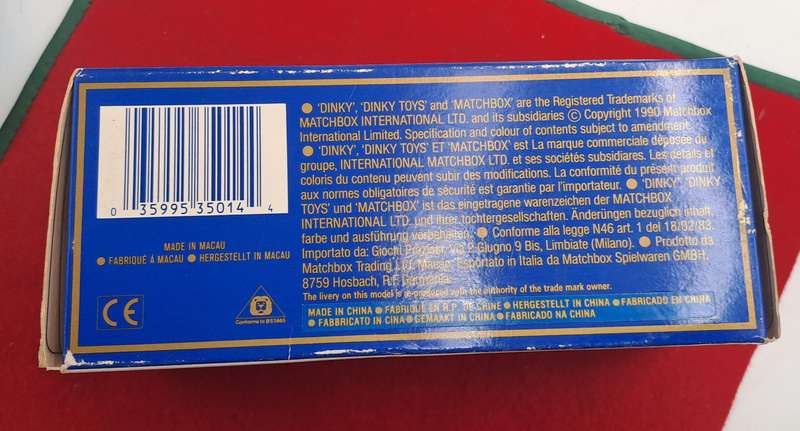 0 35995 35014 4
MADE IN MACAU
● FABRIQUÉ Á MACAU ● HERGESTELLT IN MACAU
CE
Conforms to BS5665
● 'DINKY', 'DINKY TOYS' and 'MATCHBOX' are the Registered Trademarks of
MATCHBOX INTERNATIONAL LTD. and its subsidiaries © Copyright 1990 Matchbox
International Limited. Specification and colour of contents subject to amendment.
● 'DINKY', 'DINKY TOYS' ET 'MATCHBOX' est La marque commerciale déposée du
groupe, INTERNATIONAL MATCHBOX LTD. et ses sociétés subsidiares. Les détails et
coloris du contenu peuvent subir des modifications. La conformité du présent produit
aux normes obligatoires de sécurité est garantie par l'importateur. ● 'DINKY', 'DINKY
TOYS' und 'MATCHBOX' ist das eingetragene warenzeichen der MATCHBOX
INTERNATIONAL LTD. und ihrer tochtergesellschaften. Änderungen bezuglich inhalt,
farbe und ausführung vorbehalten. ● Conforme alla legge N46 art. 1 del 18/02/83.
Importato da: Giochi Preziosi, via 2 Giugno 9 Bis, Limbiate (Milano). ● Prodotto da
Matchbox Trading Ltd. Macao. Esportato in Italia da Matchbox Spielwaren GMBH.
8759 Hosbach, R.F. Germania.
The livery on this model is reproduced with the authority of the trade mark owner.
MADE IN CHINA ● FABRIQUE EN R.P. DE CHINE ● HERGESTELLT IN CHINA ● FABRICADO EN CHINA
● FABBRICATO IN CINA ● GEMAAKT IN CHINA ● FABRICADO NA CHINA